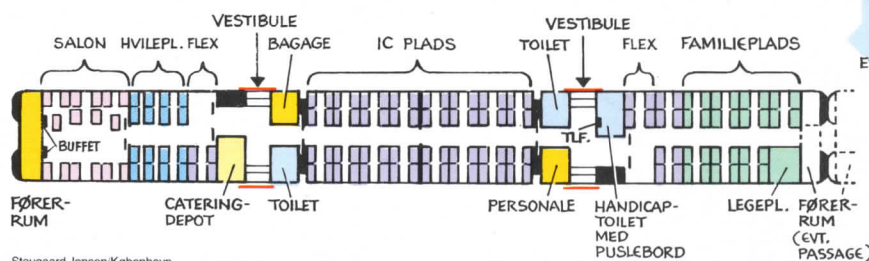 VESTIBULE
VESTIBULE
SALON HVILEPL. FLEX BAGAGE IC PLADS TOILET FLEX FAMILIEPLADS
E
BUFFET
TLF.
FØRER-
RUM
CATERING-
DEPOT
TOILET
PERSONALE
HANDICAP-
TOILET
MED
PUSLEBORD
LEGEPL.
FØRER-
RUM
(EVT.
PASSAGE)